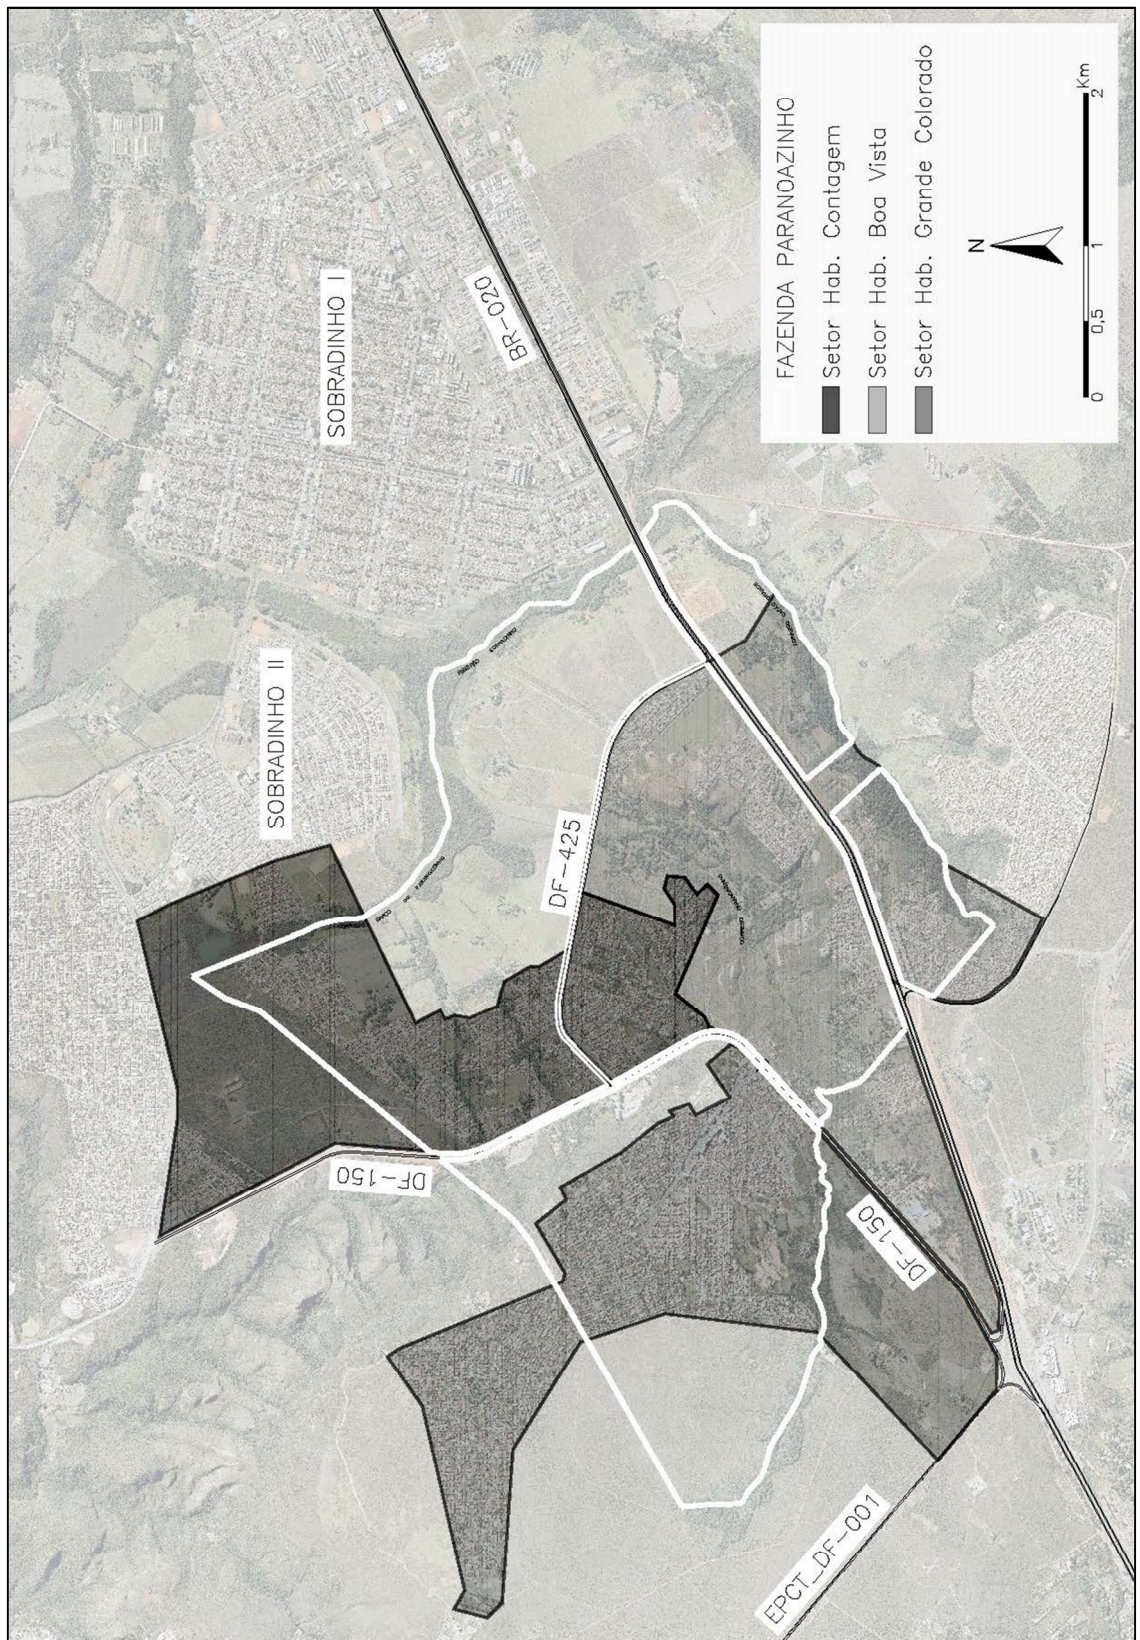 SOBRADINHO II
SOBRADINHO I
BR-020
DF-425
DF-150
DF-150
EPCT_DF-001
FAZENDA PARANOAZINHO
Setor Hab. Contagem
Setor Hab. Boa Vista
Setor Hab. Grande Colorado
N
0 0,5 1 2 Km